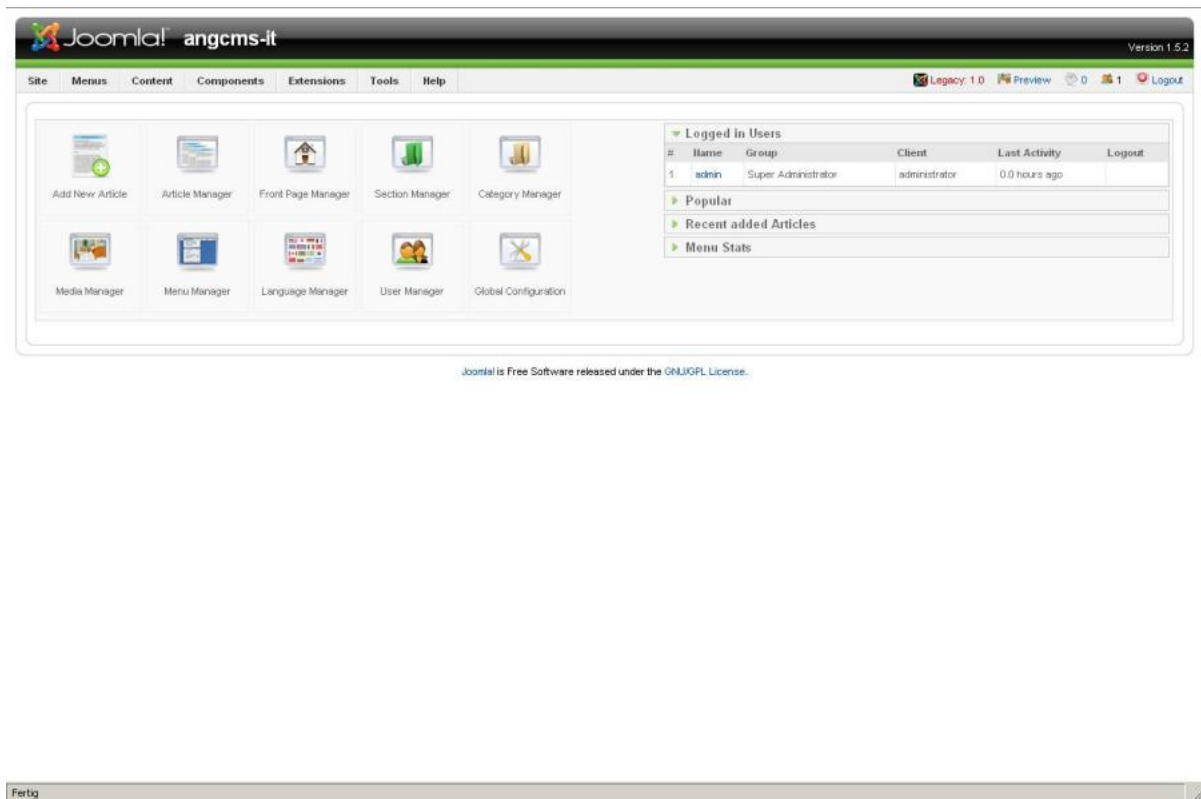 Joomla! angcms-it
Version 1.5.2
Site Menus Content Components Extensions Tools Help
Legacy: 1.0 Preview 0 1 Logout
Add New Article Article Manager Front Page Manager Section Manager Category Manager
Media Manager Menu Manager Language Manager User Manager Global Configuration
Logged in Users
# Name Group Client Last Activity Logout
1 admin Super Administrator administrator 0.0 hours ago
Popular
Recent added Articles
Menu Stats
Joomla! is Free Software released under the GNU/GPL License.
Fertig